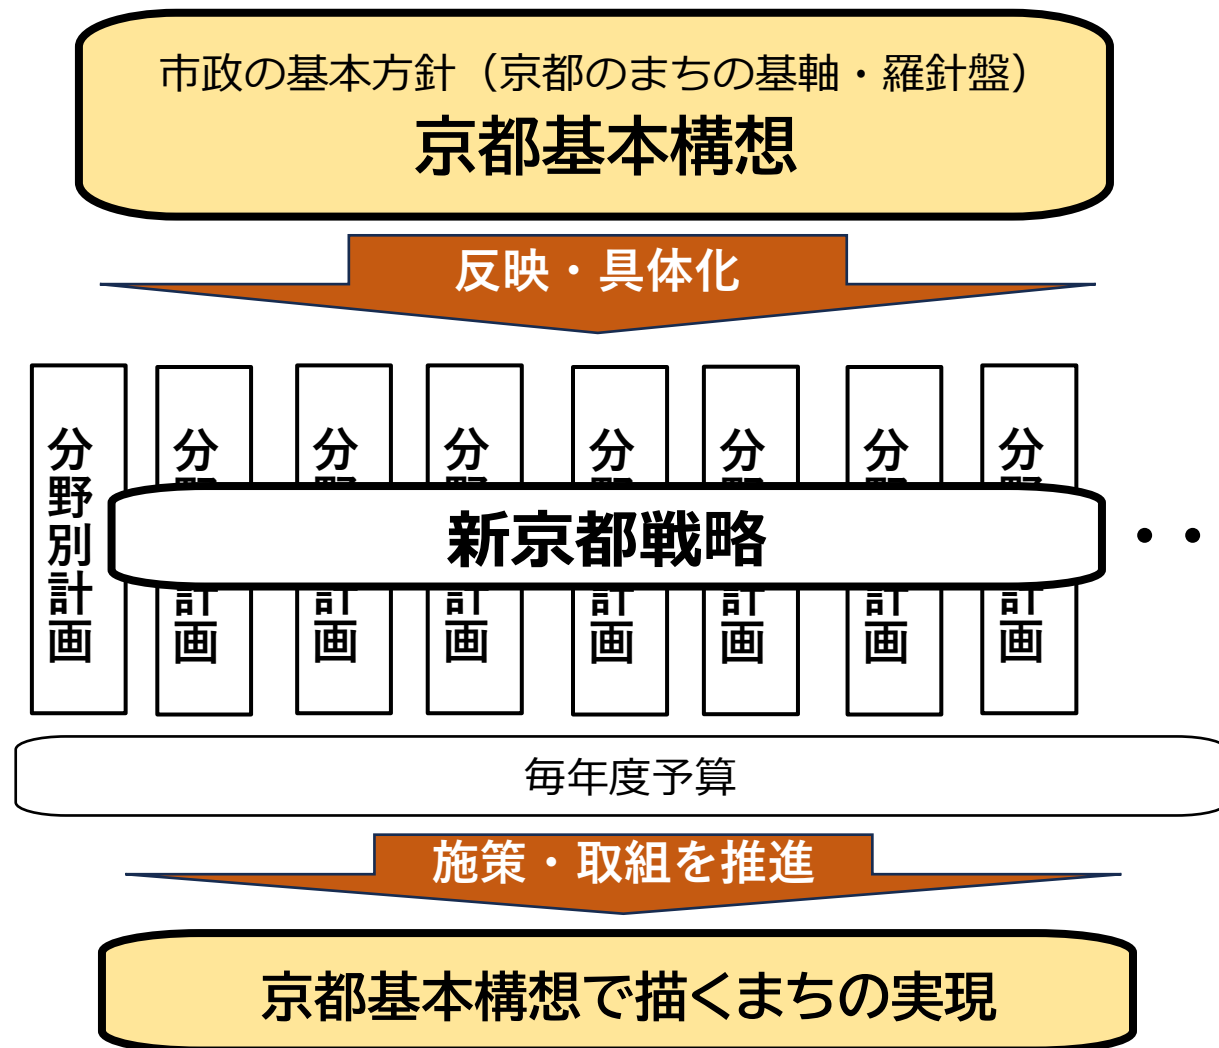 市政の基本方針（京都のまちの基軸・羅針盤）
京都基本構想
反映・具体化
分野別計画
分 計画
分 計画
分 計画
分 計画
分 計画
分 計画
分 計画
新京都戦略
・・
毎年度予算
施策・取組を推進
京都基本構想で描くまちの実現